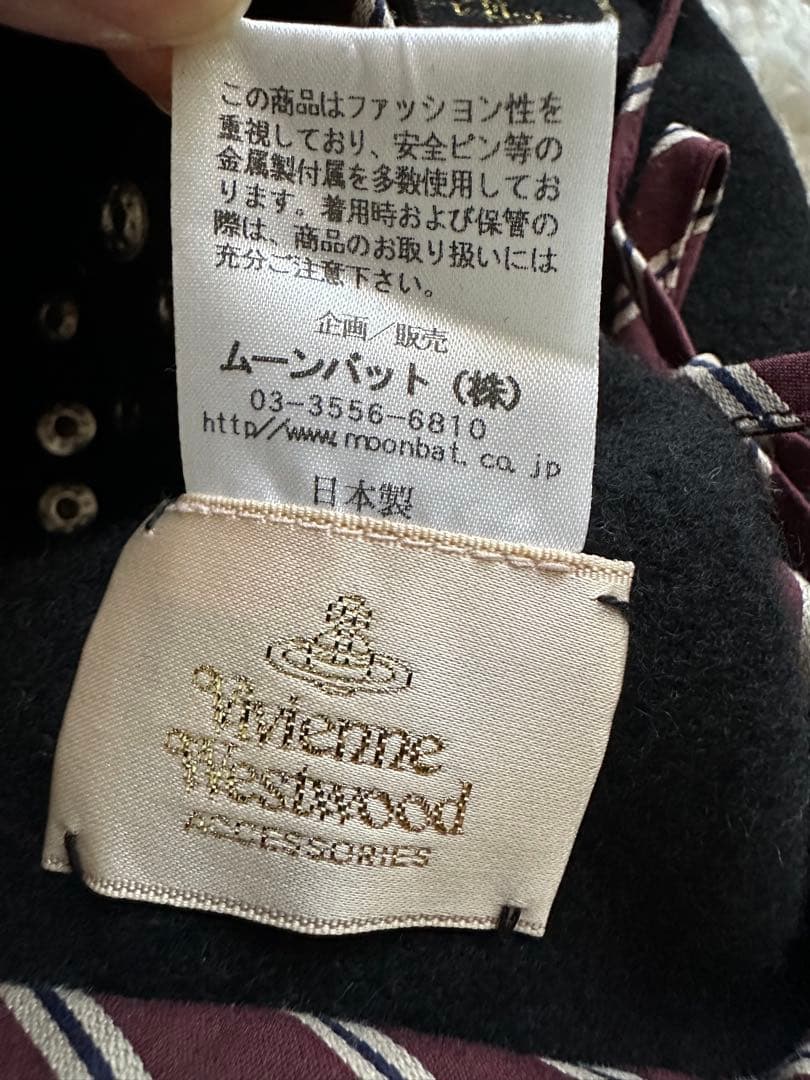 この商品はファッション性を
重視しており、安全ピン等の
金属製付属を多数使用してお
ります。着用時および保管の
際は、商品のお取り扱いには
充分ご注意下さい。
企画／販売
ムーンバット（株）
03-3556-6810
http//www.moonbat.co.jp
日本製
Vivienne
Westwood
ACCESSORIES